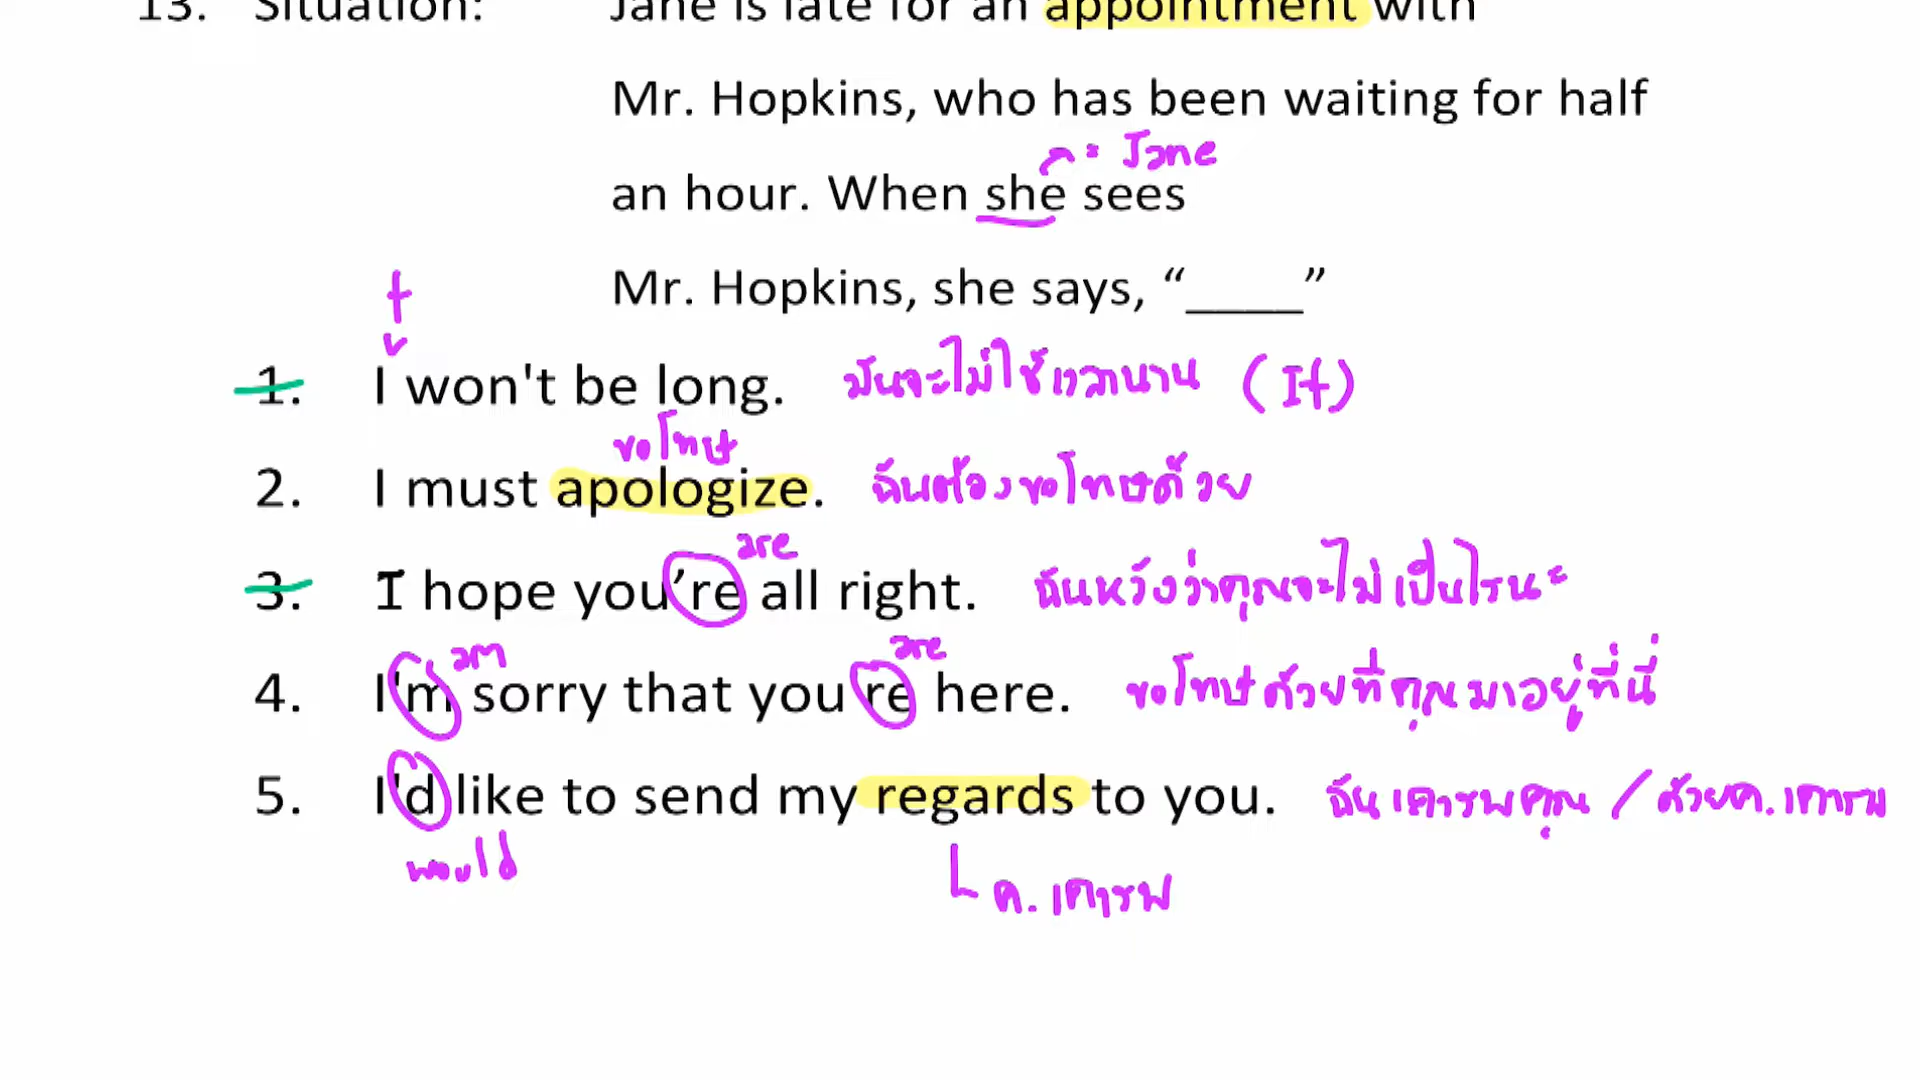 13. Situation: Jane is late for an appointment with
Mr. Hopkins, who has been waiting for half
= Jane
an hour. When she sees
Mr. Hopkins, she says, “____”
1. I won't be long. มันจะไม่ใช้เวลานาน (It)
ขอโทษ
2. I must apologize. ฉันต้องขอโทษด้วย
are
3. I hope you’re all right. ฉันหวังว่าคุณจะไม่เป็นไรนะ
am are
4. I'm sorry that you're here. ขอโทษด้วยที่คุณมาอยู่ที่นี่
5. I'd like to send my regards to you. ฉันเคารพคุณ / ด้วยค.เคารพ
would
ค.เคารพ